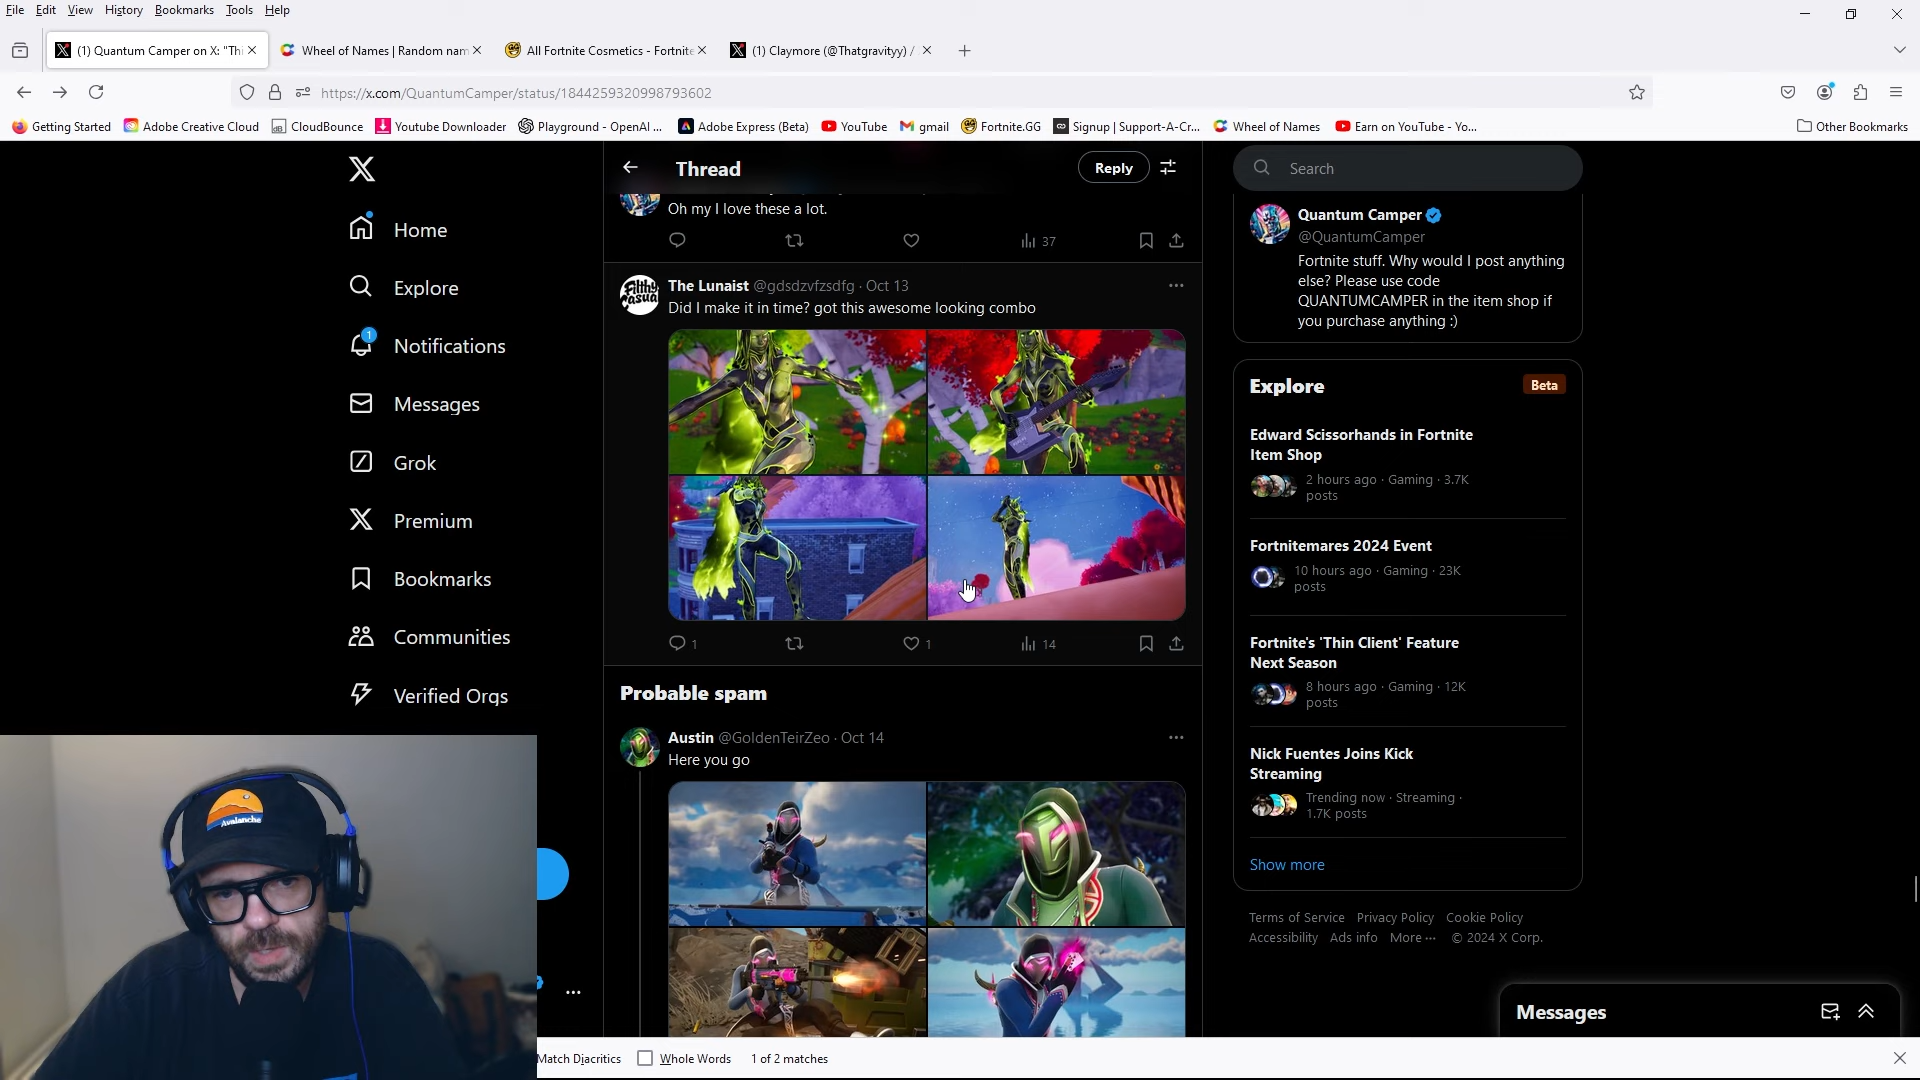 File Edit View History Bookmarks Tools Help
(1) Quantum Camper on X: "Thi
Wheel of Names | Random nam
All Fortnite Cosmetics - Fortnite
(1) Claymore (@Thatgravityy) /
https://x.com/QuantumCamper/status/1844259320998793602
Getting Started
Adobe Creative Cloud
CloudBounce
Youtube Downloader
Playground - OpenAI ...
Adobe Express (Beta)
YouTube
gmail
Fortnite.GG
Signup | Support-A-Cr...
Wheel of Names
Earn on YouTube - Yo...
Other Bookmarks
Home
Explore
1
Notifications
Messages
Grok
Premium
Bookmarks
Communities
Verified Orgs
Avalanche
Thread
Reply
Oh my I love these a lot.
37
The Lunaist @gdsdzvfzsdfg · Oct 13
Did I make it in time? got this awesome looking combo
1
1
14
Probable spam
Austin @GoldenTeirZeo · Oct 14
Here you go
Search
Quantum Camper
@QuantumCamper
Fortnite stuff. Why would I post anything
else? Please use code
QUANTUMCAMPER in the item shop if
you purchase anything :)
Explore
Beta
Edward Scissorhands in Fortnite
Item Shop
2 hours ago · Gaming · 3.7K
posts
Fortnitemares 2024 Event
10 hours ago · Gaming · 23K
posts
Fortnite's 'Thin Client' Feature
Next Season
8 hours ago · Gaming · 12K
posts
Nick Fuentes Joins Kick
Streaming
Trending now · Streaming ·
1.7K posts
Show more
Terms of Service Privacy Policy Cookie Policy
Accessibility Ads info More ··· © 2024 X Corp.
Messages
Match Diacritics
Whole Words
1 of 2 matches